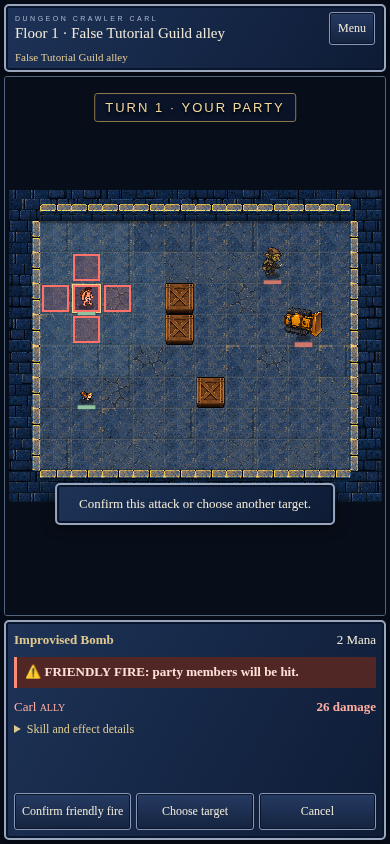 DUNGEON CRAWLER CARL
Floor 1 · False Tutorial Guild alley
Menu
False Tutorial Guild alley
TURN 1 · YOUR PARTY
Confirm this attack or choose another target.
Improvised Bomb
2 Mana
⚠️ FRIENDLY FIRE: party members will be hit.
Carl ALLY
26 damage
▶ Skill and effect details
Confirm friendly fire
Choose target
Cancel